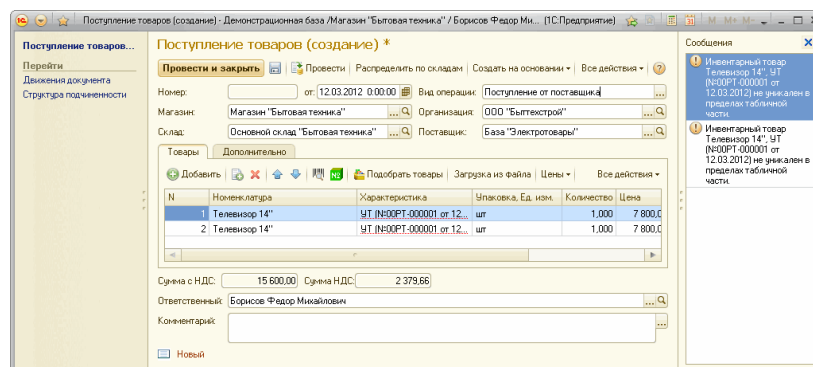 Поступление товаров (создание) - Демонстрационная база /Магазин "Бытовая техника" / Борисов Федор Ми... (1С:Предприятие)
M M+ M-
Поступление товаров...
Перейти
Движения документа
Структура подчиненности
Поступление товаров (создание) *
Провести и закрыть Провести Распределить по складам Создать на основании Все действия
Номер: от: 12.03.2012 0:00:00 Вид операции: Поступление от поставщика ...
Магазин: Магазин "Бытовая техника" ... Организация: ООО "Быттехстрой" ...
Склад: Основной склад "Бытовая техника" ... Поставщик: База "Электротовары" ...
Товары Дополнительно
Добавить Подобрать товары Загрузка из файла Цены Все действия
N Номенклатура Характеристика Упаковка, Ед. изм. Количество Цена
1 Телевизор 14" УТ (№00РТ-000001 от 12... шт 1,000 7 800,0
2 Телевизор 14" УТ (№00РТ-000001 от 12... шт 1,000 7 800,0
Сумма с НДС: 15 600,00 Сумма НДС: 2 379,66
Ответственный: Борисов Федор Михайлович ...
Комментарий: ...
Новый
Сообщения
Инвентарный товар
Телевизор 14", УТ
(№00РТ-000001 от
12.03.2012) не уникален в
пределах табличной
части.
Инвентарный товар
Телевизор 14", УТ
(№00РТ-000001 от
12.03.2012) не уникален в
пределах табличной
части.